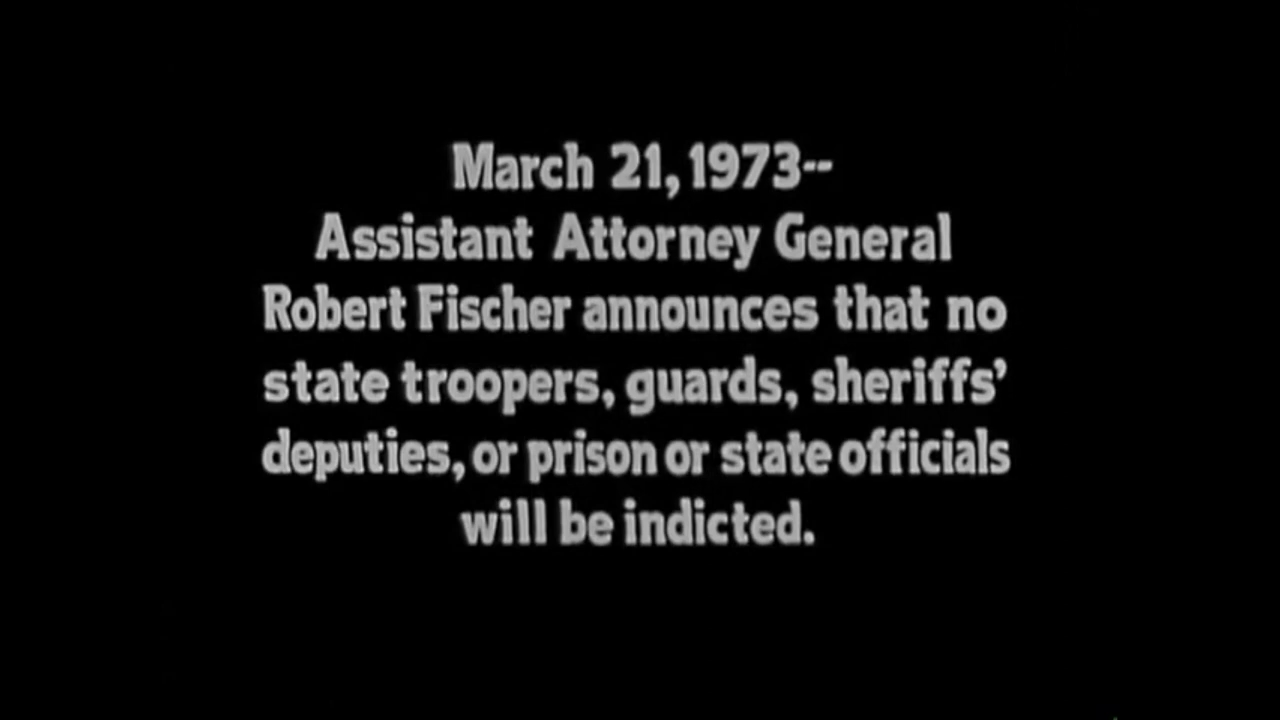 March 21, 1973--
Assistant Attorney General
Robert Fischer announces that no
state troopers, guards, sheriffs'
deputies, or prison or state officials
will be indicted.